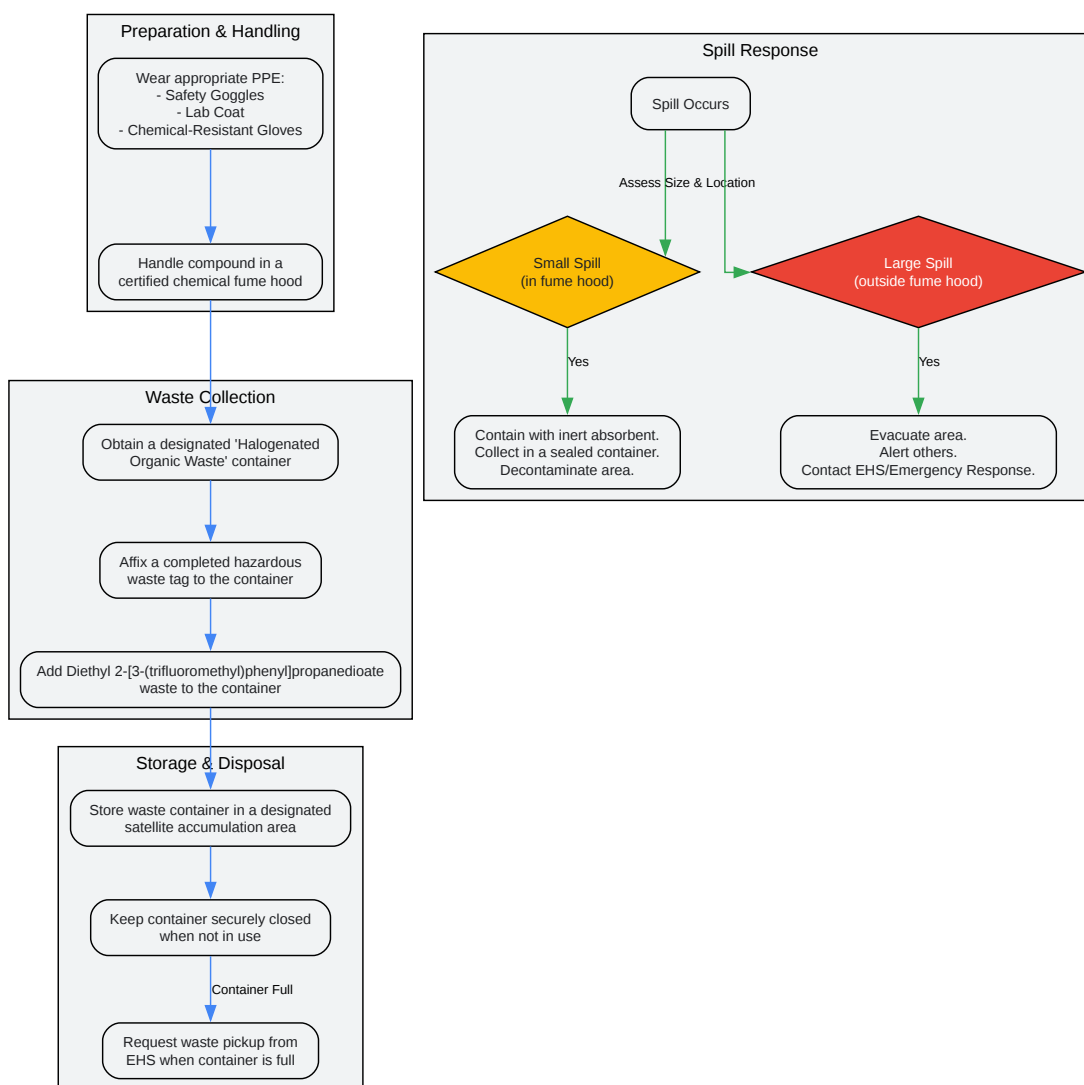 Preparation & Handling
Wear appropriate PPE:
- Safety Goggles
- Lab Coat
- Chemical-Resistant Gloves
Handle compound in a
certified chemical fume hood
Waste Collection
Obtain a designated 'Halogenated
Organic Waste' container
Affix a completed hazardous
waste tag to the container
Add Diethyl 2-[3-(trifluoromethyl)phenyl]propanedioate
waste to the container
Storage & Disposal
Store waste container in a designated
satellite accumulation area
Keep container securely closed
when not in use
Container Full
Request waste pickup from
EHS when container is full
Spill Response
Spill Occurs
Assess Size & Location
Small Spill
(in fume hood)
Large Spill
(outside fume hood)
Yes
Yes
Contain with inert absorbent.
Collect in a sealed container.
Decontaminate area.
Evacuate area.
Alert others.
Contact EHS/Emergency Response.